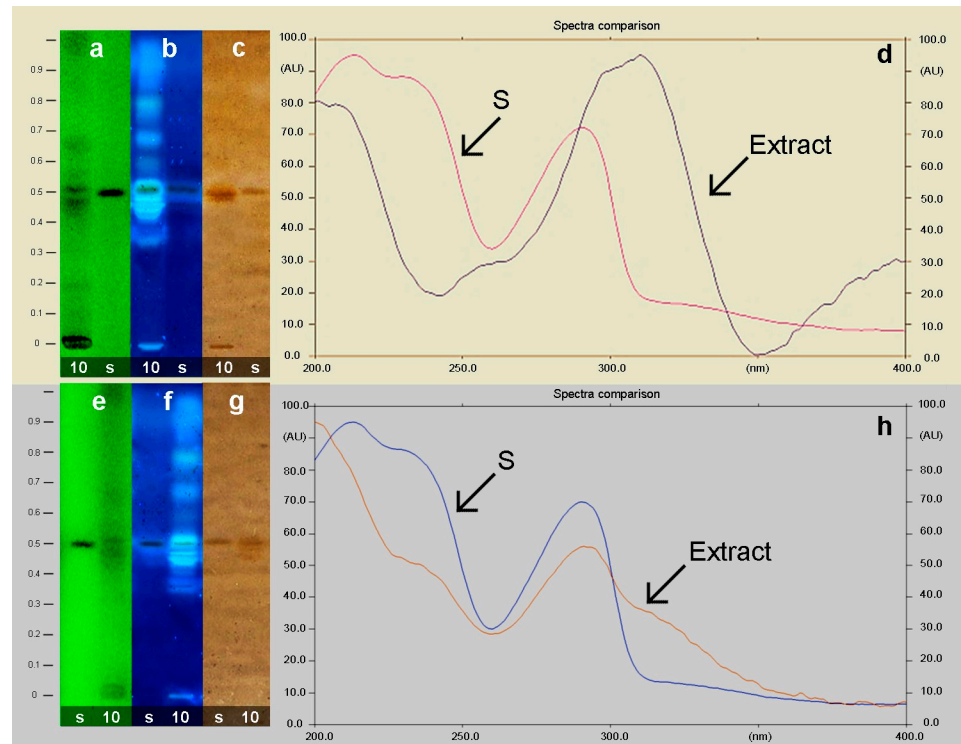 Spectra comparison
a b c d
100.0 100.0
(AU) (AU)
0.9
0.8 80.0 80.0
0.7 70.0 70.0
S
Extract
0.6 60.0 60.0
0.5 50.0 50.0
0.4 40.0 40.0
0.3 30.0 30.0
0.2 20.0 20.0
0.1 10.0 10.0
0 0.0 0.0
10 s 10 s 10 s
200.0 250.0 300.0 (nm) 400.0
Spectra comparison
e f g h
100.0 100.0
(AU) (AU)
0.9
0.8 80.0 80.0
S
0.7 70.0 70.0
0.6 60.0 60.0
Extract
0.5 50.0 50.0
0.4 40.0 40.0
0.3 30.0 30.0
0.2 20.0 20.0
0.1 10.0 10.0
0 0.0 0.0
s 10 s 10 s 10
200.0 250.0 300.0 (nm) 400.0